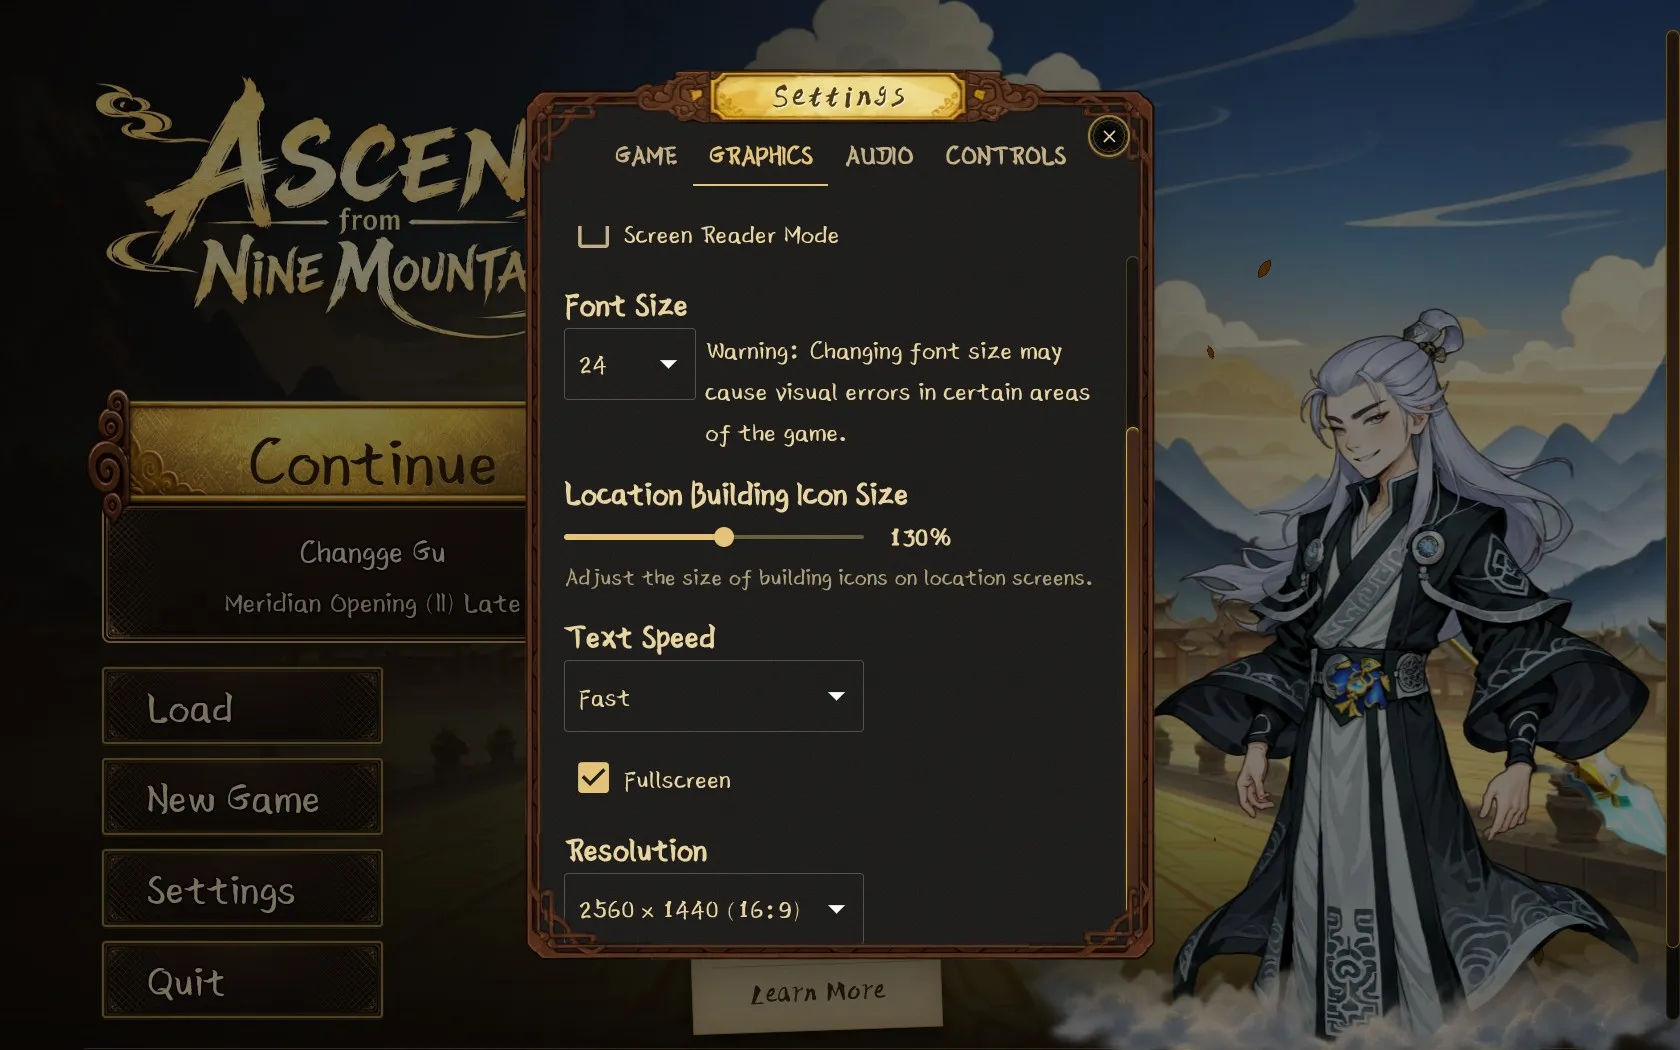 ASCEN
from
NINE MOUNTA
Continue
Changge Gu
Meridian Opening (II) Late
Load
New Game
Settings
Quit
Settings
GAME
GRAPHICS
AUDIO
CONTROLS
Screen Reader Mode
Font Size
24
Warning: Changing font size may
cause visual errors in certain areas
of the game.
Location Building Icon Size
130%
Adjust the size of building icons on location screens.
Text Speed
Fast
Fullscreen
Resolution
2560 x 1440 (16:9)
Learn More